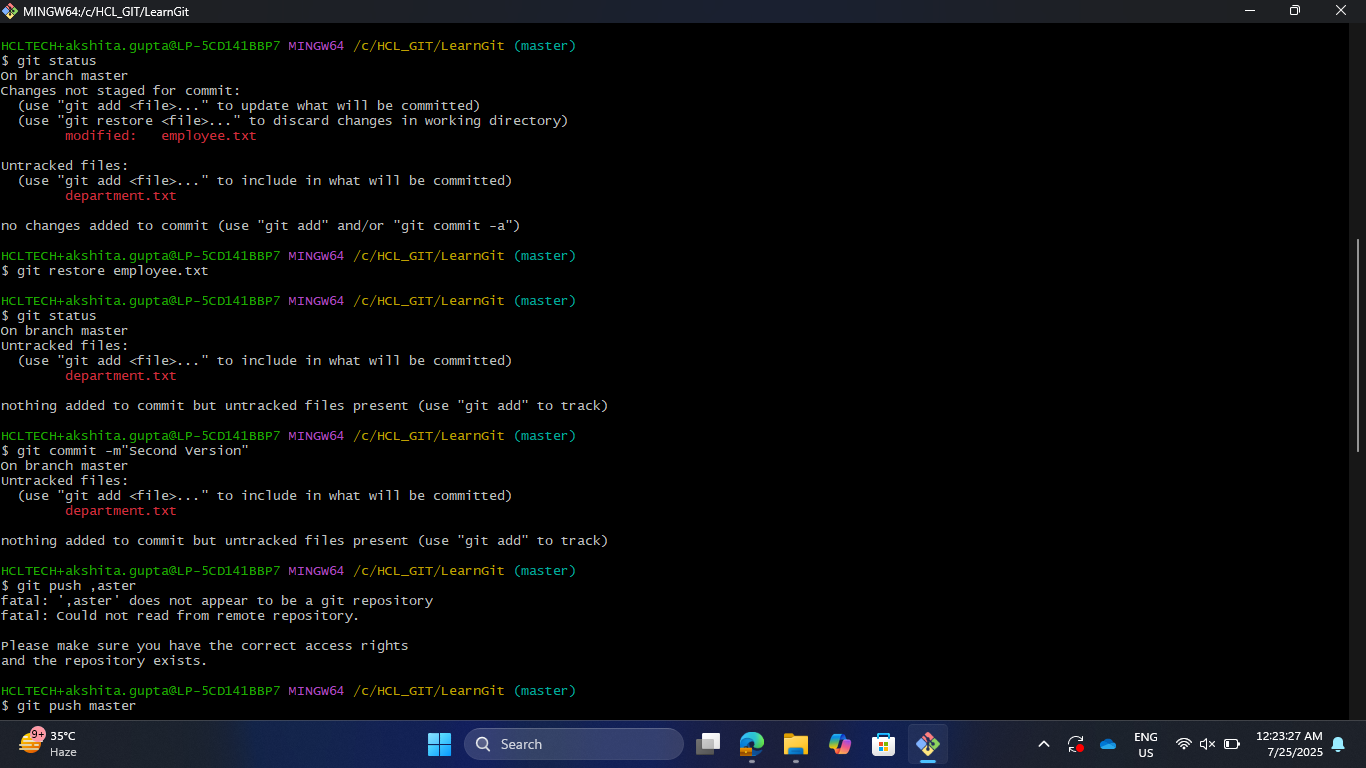 MINGW64:/c/HCL_GIT/LearnGit
HCLTECH+akshita.gupta@LP-5CD141BBP7 MINGW64 /c/HCL_GIT/LearnGit (master)
$ git status
On branch master
Changes not staged for commit:
  (use "git add <file>..." to update what will be committed)
  (use "git restore <file>..." to discard changes in working directory)
        modified:   employee.txt
Untracked files:
  (use "git add <file>..." to include in what will be committed)
        department.txt
no changes added to commit (use "git add" and/or "git commit -a")
HCLTECH+akshita.gupta@LP-5CD141BBP7 MINGW64 /c/HCL_GIT/LearnGit (master)
$ git restore employee.txt
HCLTECH+akshita.gupta@LP-5CD141BBP7 MINGW64 /c/HCL_GIT/LearnGit (master)
$ git status
On branch master
Untracked files:
  (use "git add <file>..." to include in what will be committed)
        department.txt
nothing added to commit but untracked files present (use "git add" to track)
HCLTECH+akshita.gupta@LP-5CD141BBP7 MINGW64 /c/HCL_GIT/LearnGit (master)
$ git commit -m"Second Version"
On branch master
Untracked files:
  (use "git add <file>..." to include in what will be committed)
        department.txt
nothing added to commit but untracked files present (use "git add" to track)
HCLTECH+akshita.gupta@LP-5CD141BBP7 MINGW64 /c/HCL_GIT/LearnGit (master)
$ git push ,aster
fatal: ',aster' does not appear to be a git repository
fatal: Could not read from remote repository.
Please make sure you have the correct access rights
and the repository exists.
HCLTECH+akshita.gupta@LP-5CD141BBP7 MINGW64 /c/HCL_GIT/LearnGit (master)
$ git push master
9+
35°C
Haze
Search
ENG
US
12:23:27 AM
7/25/2025